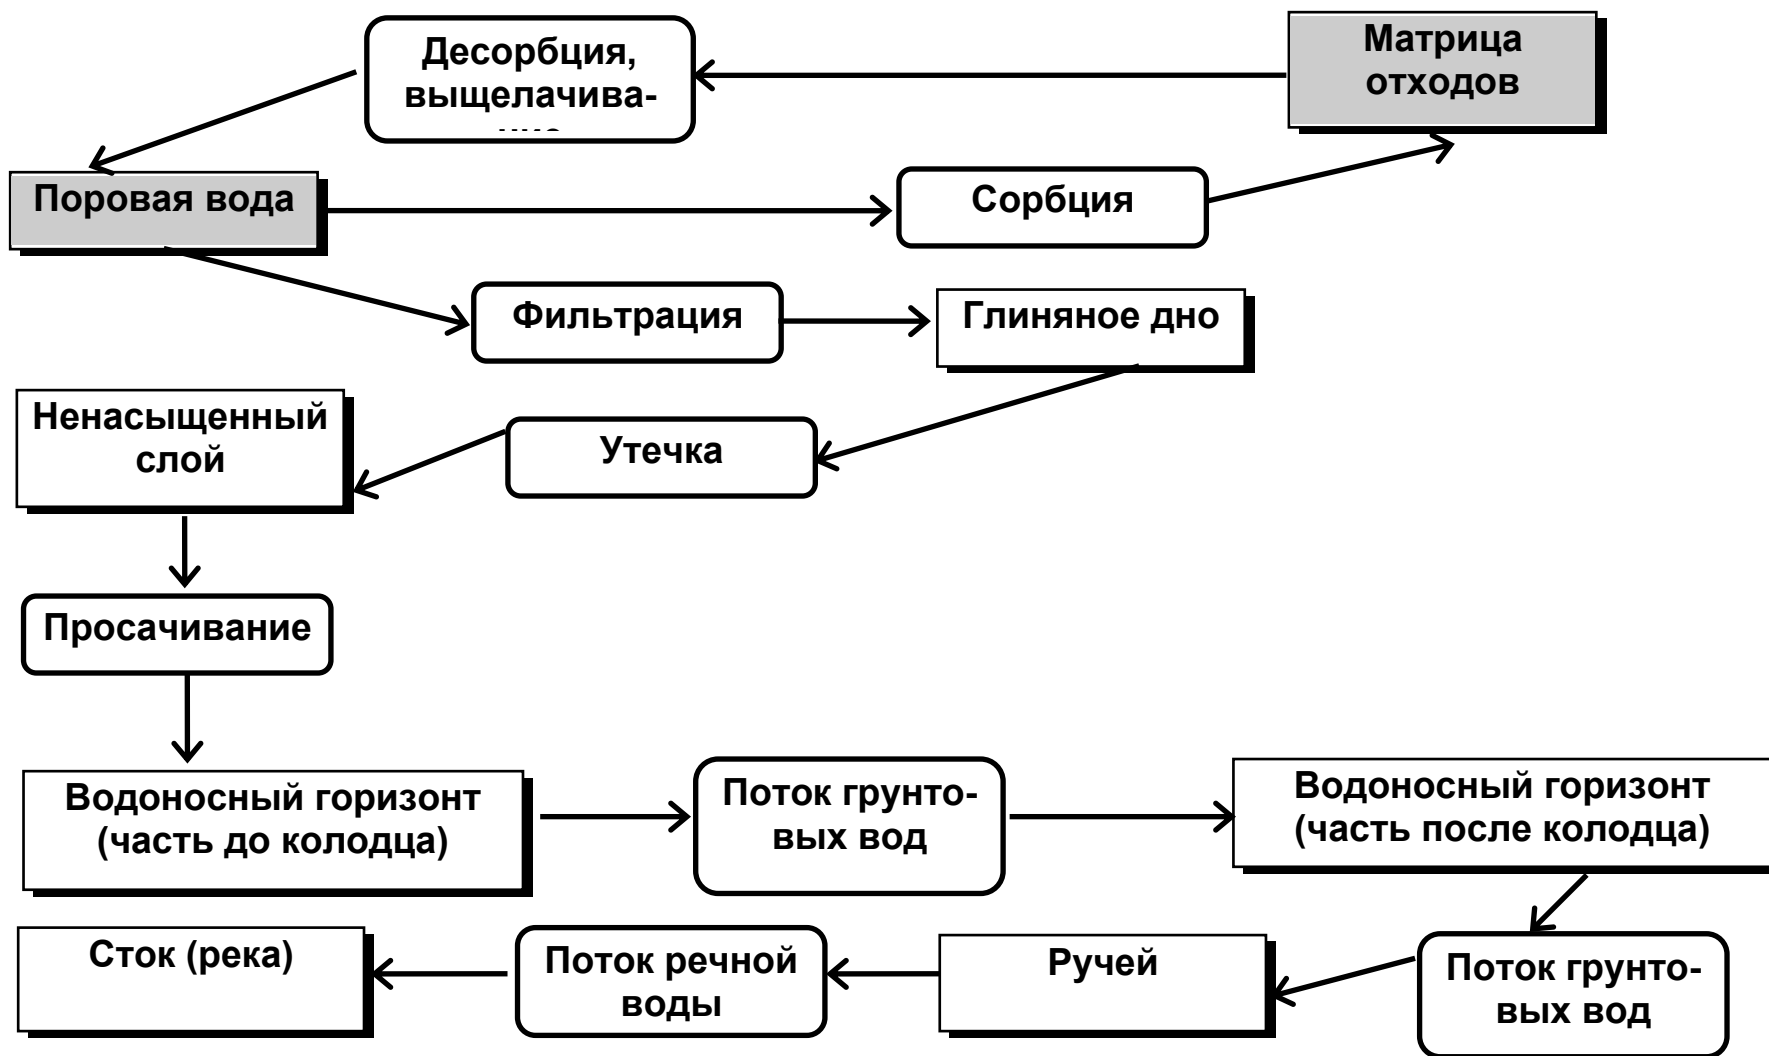 Десорбция,
выщелачива-
Матрица
отходов
Поровая вода
Сорбция
Фильтрация
Глиняное дно
Ненасыщенный
слой
Утечка
Просачивание
Водоносный горизонт
(часть до колодца)
Поток грунто-
вых вод
Водоносный горизонт
(часть после колодца)
Сток (река)
Поток речной
воды
Ручей
Поток грунто-
вых вод